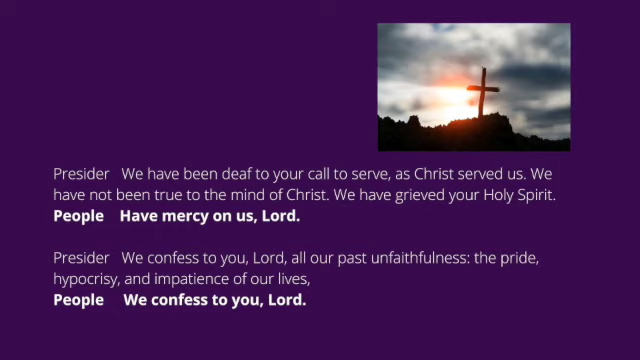 Presider We have been deaf to your call to serve, as Christ served us. We
have not been true to the mind of Christ. We have grieved your Holy Spirit.
People Have mercy on us, Lord.
Presider We confess to you, Lord, all our past unfaithfulness: the pride,
hypocrisy, and impatience of our lives,
People We confess to you, Lord.